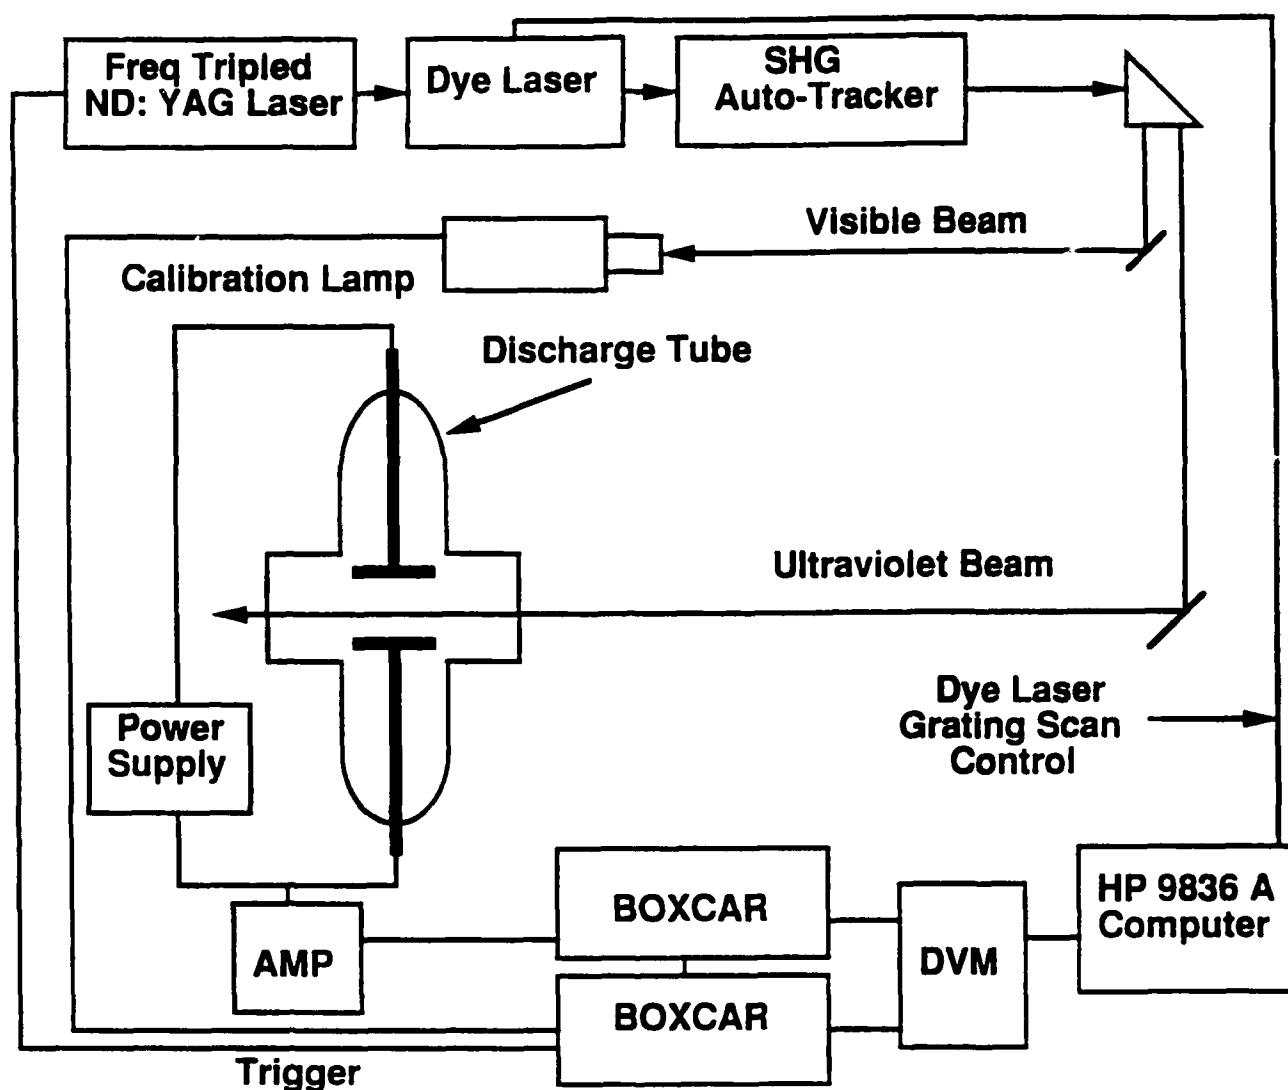 Freq Tripled
ND: YAG Laser
Dye Laser
SHG
Auto-Tracker
Visible Beam
Calibration Lamp
Discharge Tube
Ultraviolet Beam
Dye Laser
Grating Scan
Control
Power
Supply
HP 9836 A
Computer
BOXCAR
AMP
DVM
BOXCAR
Trigger